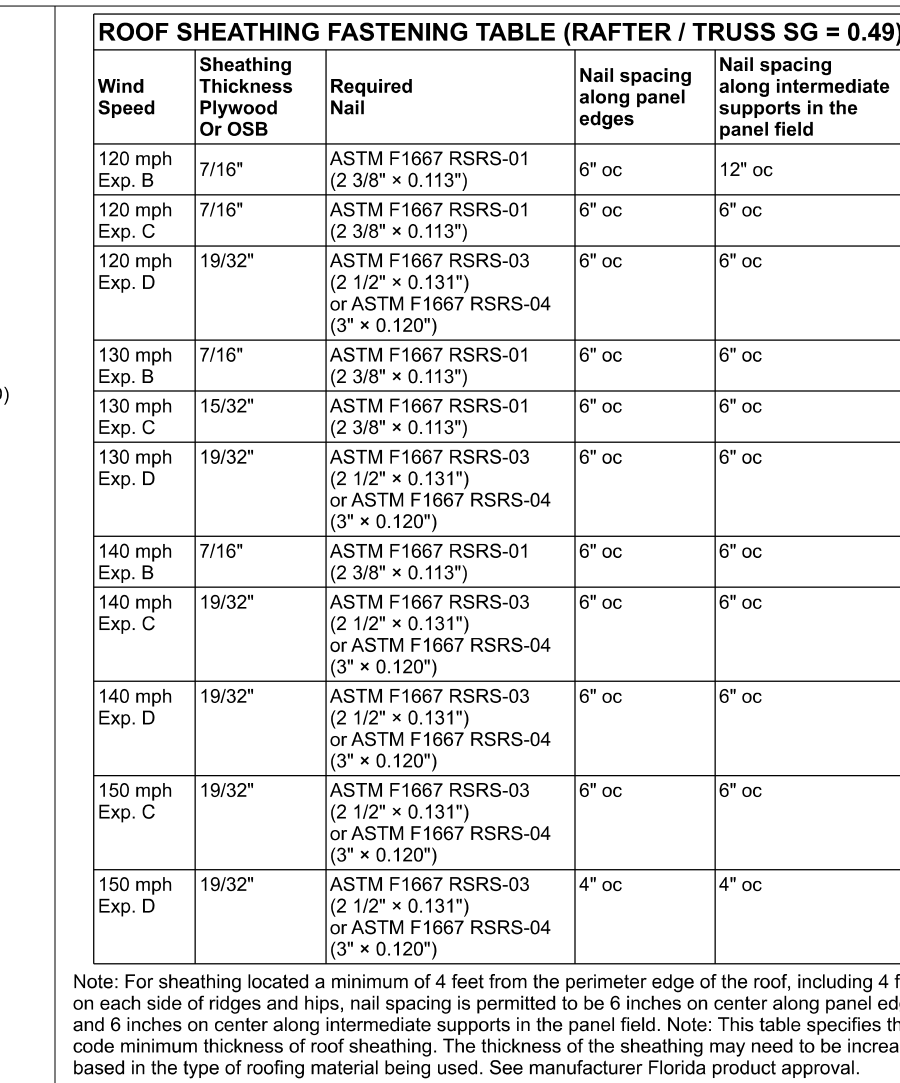 ROOF SHEATHING FASTENING TABLE (RAFTER / TRUSS SG = 0.49)
Wind
Speed
Sheathing
Thickness
Plywood
Or OSB
Required
Nail
Nail spacing
along panel
edges
Nail spacing
along intermediate
supports in the
panel field
120 mph
Exp. B
7/16"
ASTM F1667 RSRS-01
(2 3/8" × 0.113")
6" oc
12" oc
120 mph
Exp. C
7/16"
ASTM F1667 RSRS-01
(2 3/8" × 0.113")
6" oc
6" oc
120 mph
Exp. D
19/32"
ASTM F1667 RSRS-03
(2 1/2" × 0.131")
or ASTM F1667 RSRS-04
(3" × 0.120")
6" oc
6" oc
130 mph
Exp. B
7/16"
ASTM F1667 RSRS-01
(2 3/8" × 0.113")
6" oc
6" oc
130 mph
Exp. C
15/32"
ASTM F1667 RSRS-01
(2 3/8" × 0.113")
6" oc
6" oc
130 mph
Exp. D
19/32"
ASTM F1667 RSRS-03
(2 1/2" × 0.131")
or ASTM F1667 RSRS-04
(3" × 0.120")
6" oc
6" oc
140 mph
Exp. B
7/16"
ASTM F1667 RSRS-01
(2 3/8" × 0.113")
6" oc
6" oc
140 mph
Exp. C
19/32"
ASTM F1667 RSRS-03
(2 1/2" × 0.131")
or ASTM F1667 RSRS-04
(3" × 0.120")
6" oc
6" oc
140 mph
Exp. D
19/32"
ASTM F1667 RSRS-03
(2 1/2" × 0.131")
or ASTM F1667 RSRS-04
(3" × 0.120")
6" oc
6" oc
150 mph
Exp. C
19/32"
ASTM F1667 RSRS-03
(2 1/2" × 0.131")
or ASTM F1667 RSRS-04
(3" × 0.120")
6" oc
6" oc
150 mph
Exp. D
19/32"
ASTM F1667 RSRS-03
(2 1/2" × 0.131")
or ASTM F1667 RSRS-04
(3" × 0.120")
4" oc
4" oc
Note: For sheathing located a minimum of 4 feet from the perimeter edge of the roof, including 4
on each side of ridges and hips, nail spacing is permitted to be 6 inches on center along panel
and 6 inches on center along intermediate supports in the panel field. Note: This table specifies
code minimum thickness of roof sheathing. The thickness of the sheathing may need to be
based in the type of roofing material being used. See manufacturer Florida product approval.